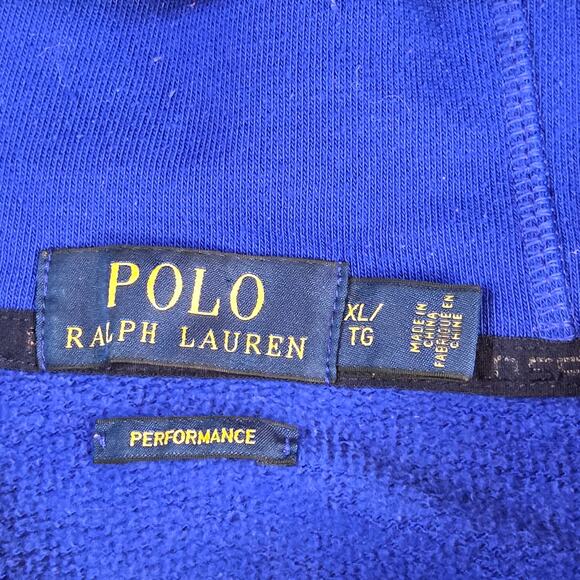 POLO
RALPH LAUREN
XL/
TG
MADE IN
CHINA
FABRIQUÉ EN
CHINE
PERFORMANCE